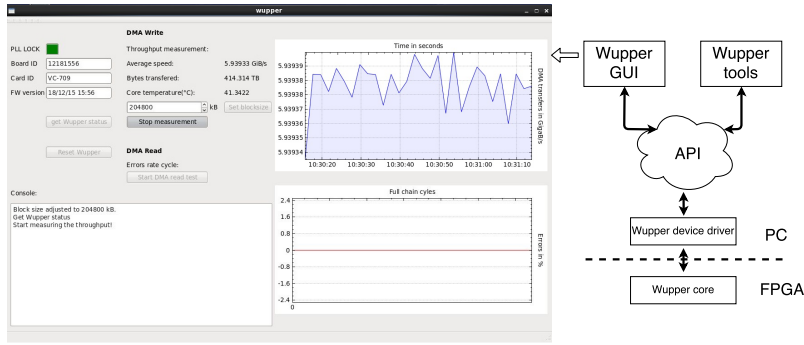 wupper
DMA Write
PLL LOCK
Throughput measurement:
Board ID 12181556
Average speed: 5.93933 GiB/s
Card ID VC-709
Bytes transfered: 414.314 TB
FW version 18/12/15 15:56
Core temperature(°C): 41.3422
204800 kB Set blocksize
get Wupper status
Stop measurement
Reset Wupper
DMA Read
Errors rate cycle:
Start DMA read test
Console:
Block size adjusted to 204800 kB.
Get Wupper status
Start measuring the throughput!
Time in seconds
5.93939
5.93938
5.93938
5.93937
5.93936
5.93935
5.93934
10:30:20 10:30:30 10:30:40 10:30:50 10:31:00 10:31:10
DMA transfers in GigaB/s
Full chain cyles
2.4
1.6
0.8
0
-0.8
-1.6
-2.4
0
Errors in %
Wupper
GUI
Wupper
tools
API
Wupper device driver
PC
Wupper core
FPGA